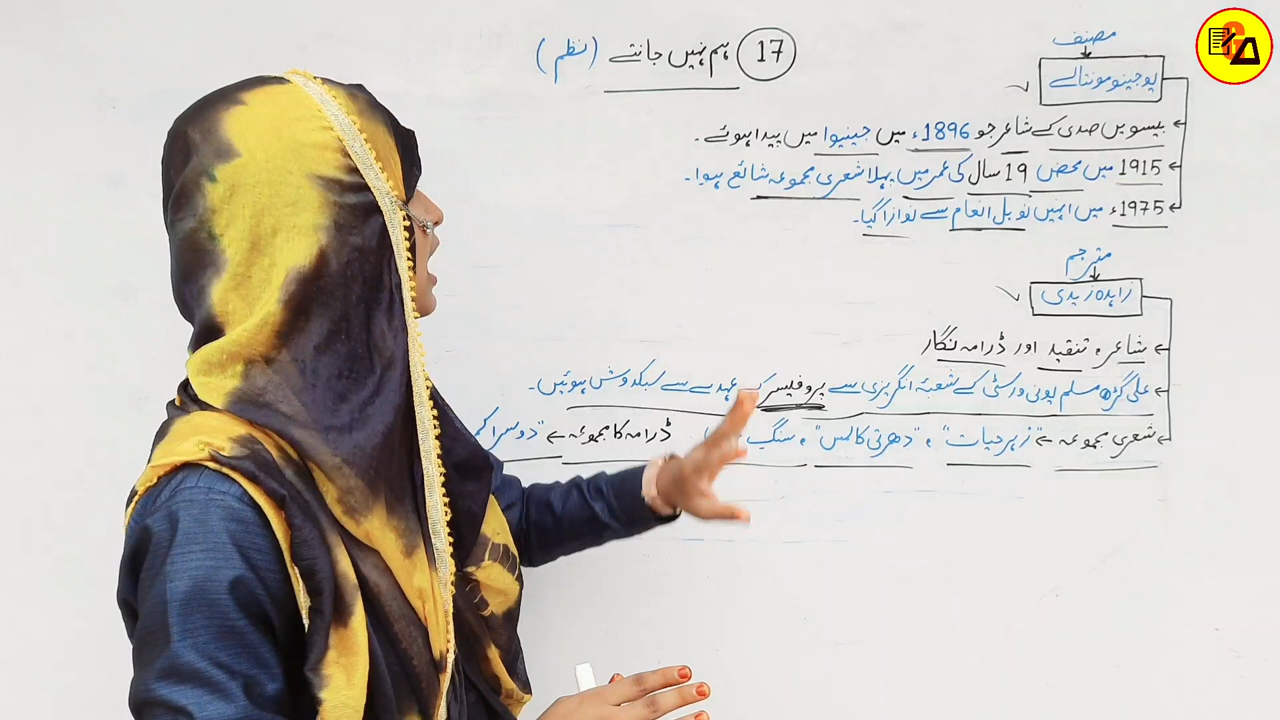 17 ہم نہیں جانتے (نظم)
مصنف
یوجینو مونتالے
بیسویں صدی کے شاعر جو 1896ء میں جینیوا میں پیدا ہوئے۔
1915 میں محض 19 سال کی عمر میں پہلا شعری مجموعہ شائع ہوا۔
1975ء میں انہیں نوبل انعام سے نوازا گیا۔
مترجم
زاہدہ زیدی
شاعرہ، تنقید اور ڈرامہ نگار
علی گڑھ مسلم یونی ورسٹی کے شعبۂ انگریزی سے پروفیسر کے عہدے سے سبکدوش ہوئیں۔
شعری مجموعہ ← "زہر حیات"، "دھرتی کا لمس"، سنگ ڈرامہ کا مجموعہ ← "دوسرا